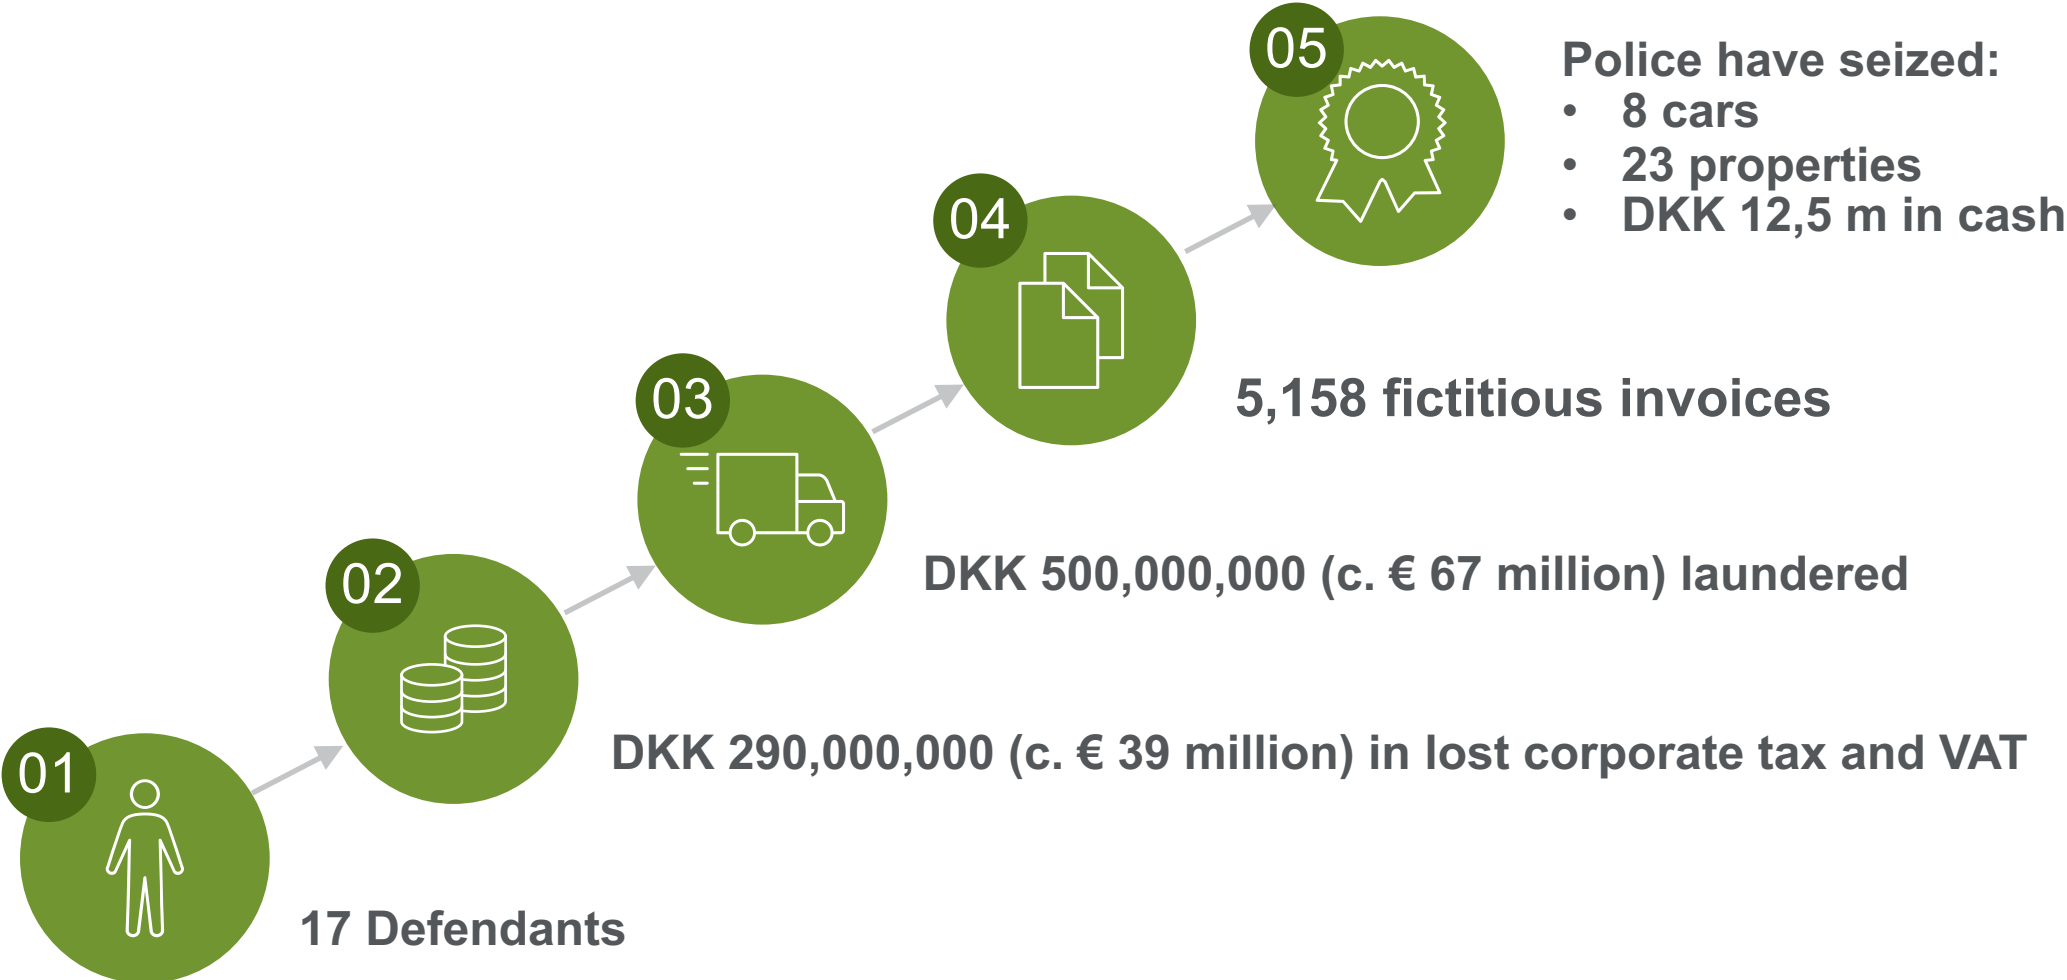 05
Police have seized:
• 8 cars
• 23 properties
• DKK 12,5 m in cash
04
5,158 fictitious invoices
03
DKK 500,000,000 (c. € 67 million) laundered
02
DKK 290,000,000 (c. € 39 million) in lost corporate tax and VAT
01
17 Defendants